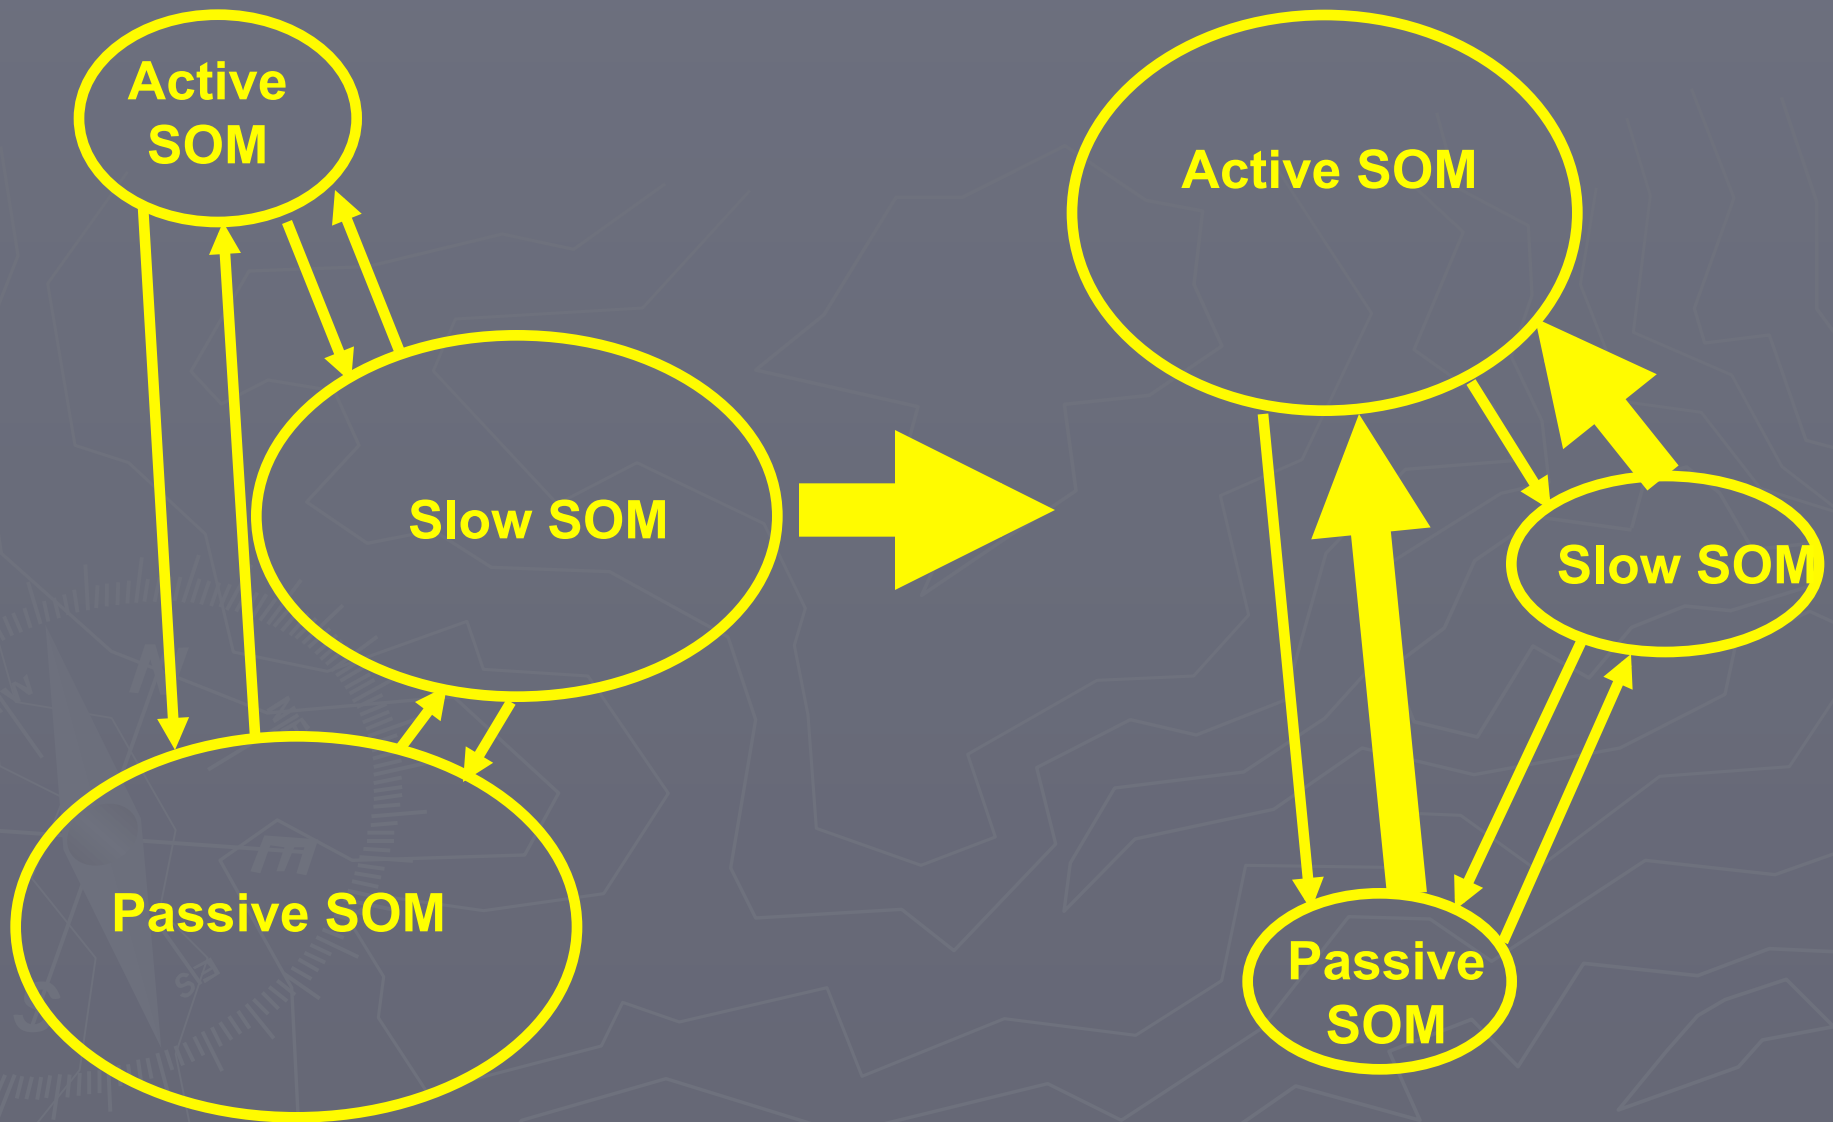 Active
SOM
Slow SOM
Passive SOM
Active SOM
Slow SOM
Passive
SOM
N
E
S
W